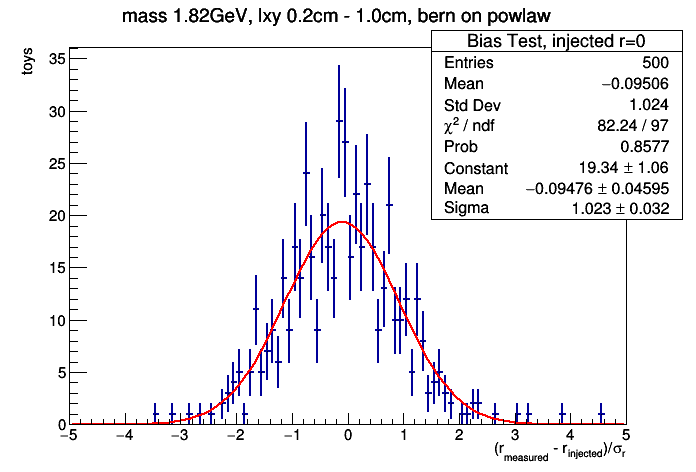 mass 1.82GeV, lxy 0.2cm - 1.0cm, bern on powlaw
Bias Test, injected r=0
Entries 500
Mean −0.09506
Std Dev 1.024
χ² / ndf 82.24 / 97
Prob 0.8577
Constant 19.34 ± 1.06
Mean −0.09476 ± 0.04595
Sigma 1.023 ± 0.032
toys
35
30
25
20
15
10
5
0
−5 −4 −3 −2 −1 0 1 2 3 4 5
(r_measured - r_injected)/σ_r